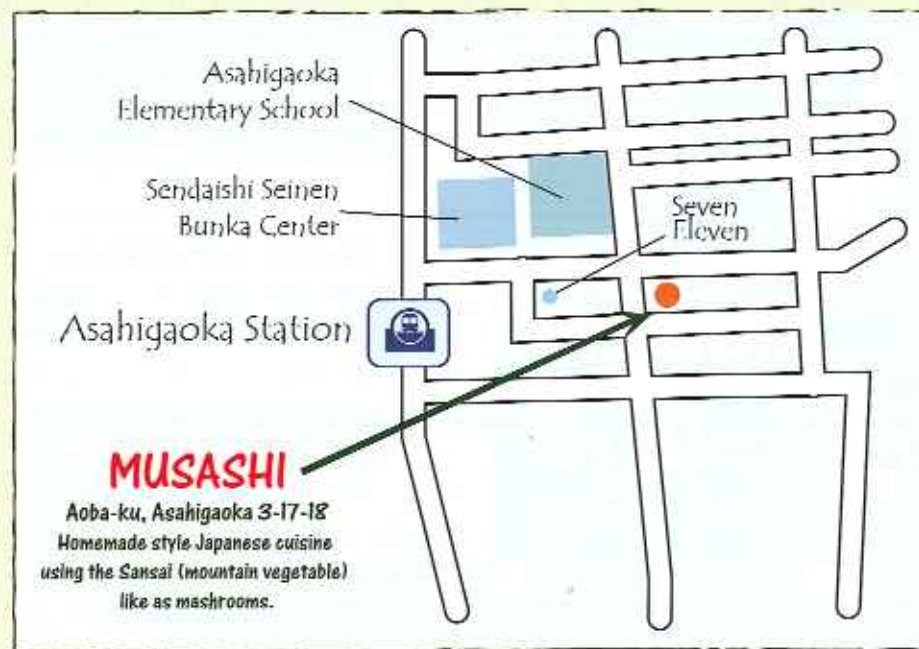 Asahigaoka
Elementary School
Sendaishi Seinen
Bunka Center
Seven
Eleven
Asahigaoka Station
MUSASHI
Aoba-ku, Asahigaoka 3-17-18
Homemade style Japanese cuisine
using the Sansai (mountain vegetable)
like as mashrooms.